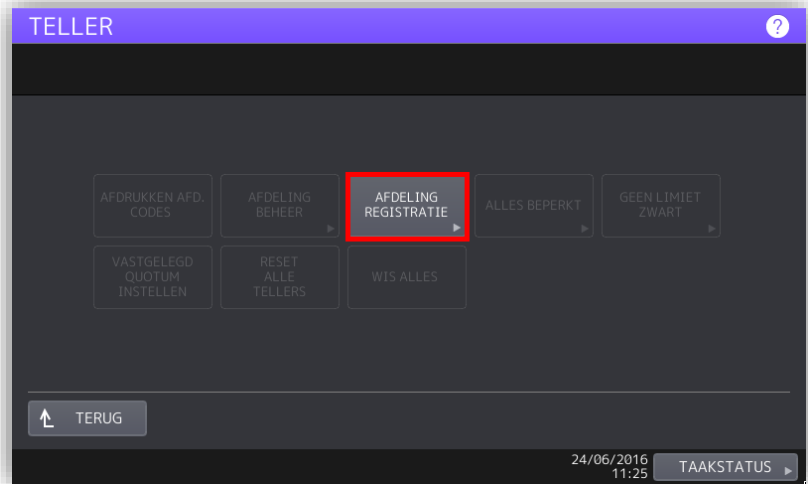 TELLER
?
AFDRUKKEN AFD.
CODES
AFDELING
BEHEER
AFDELING
REGISTRATIE
ALLES BEPERKT
GEEN LIMIET
ZWART
VASTGELEGD
QUOTUM
INSTELLEN
RESET
ALLE
TELLERS
WIS ALLES
TERUG
24/06/2016
11:25
TAAKSTATUS